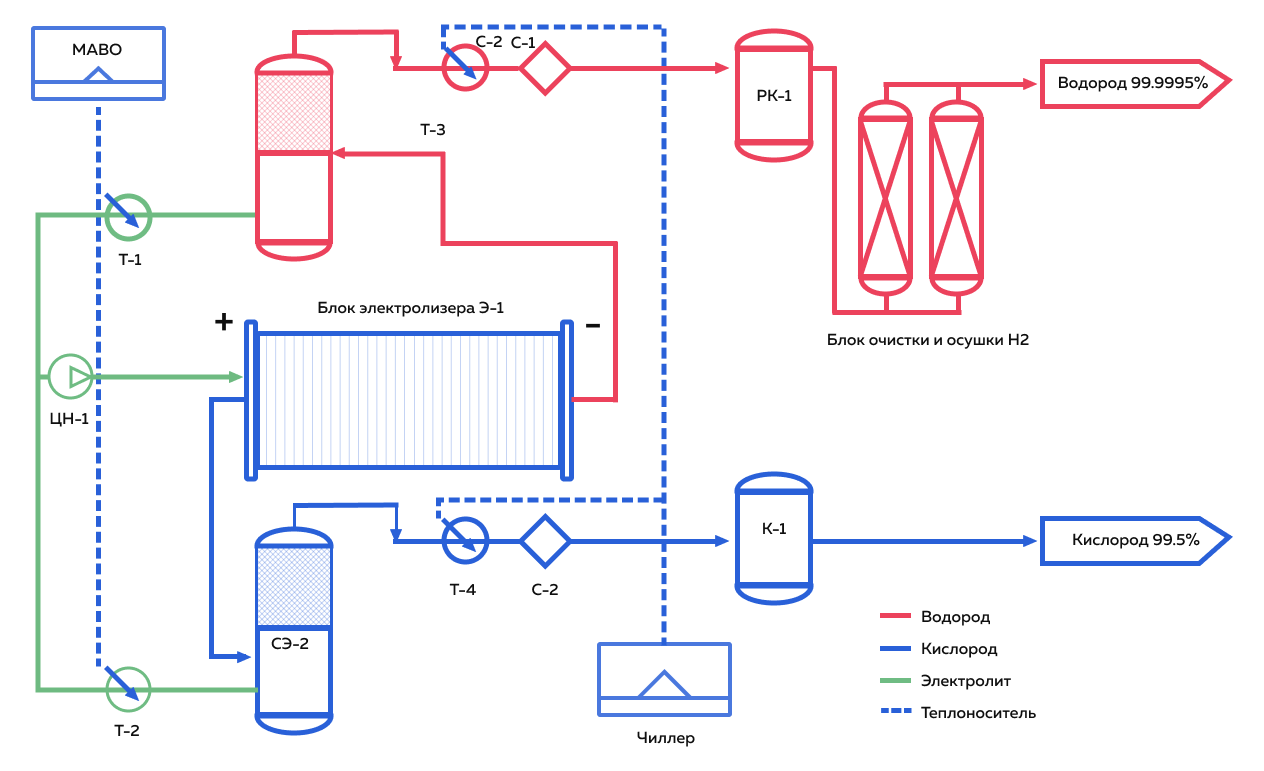 МАВО
С-2
С-1
РК-1
Водород 99.9995%
Т-3
Т-1
Блок электролизера Э-1
+
−
Блок очистки и осушки Н2
ЦН-1
К-1
Кислород 99.5%
Т-4
С-2
СЭ-2
Водород
Кислород
Электролит
Теплоноситель
Т-2
Чиллер